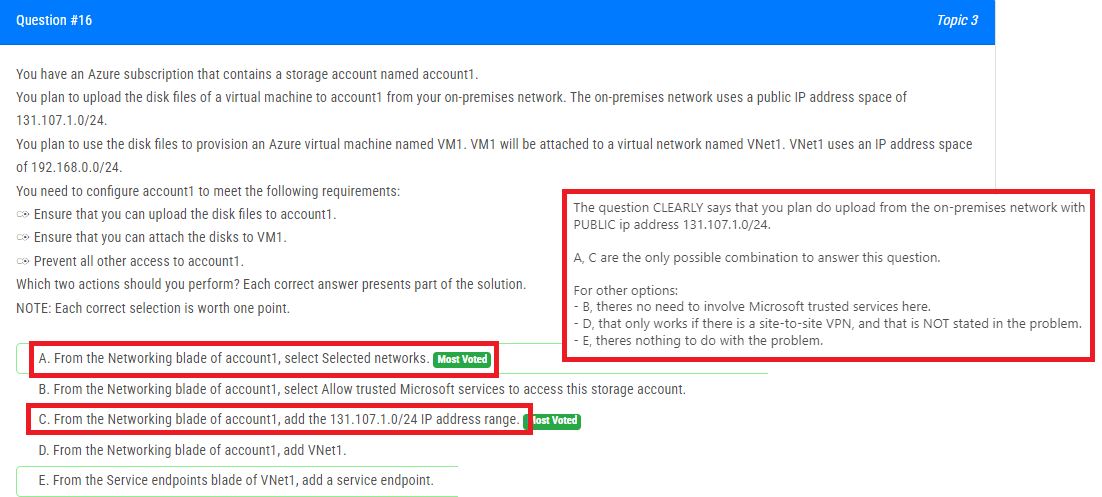 Question #16
Topic 3
You have an Azure subscription that contains a storage account named account1.
You plan to upload the disk files of a virtual machine to account1 from your on-premises network. The on-premises network uses a public IP address space of
131.107.1.0/24.
You plan to use the disk files to provision an Azure virtual machine named VM1. VM1 will be attached to a virtual network named VNet1. VNet1 uses an IP address space
of 192.168.0.0/24.
You need to configure account1 to meet the following requirements:
Ensure that you can upload the disk files to account1.
Ensure that you can attach the disks to VM1.
Prevent all other access to account1.
Which two actions should you perform? Each correct answer presents part of the solution.
NOTE: Each correct selection is worth one point.
The question CLEARLY says that you plan do upload from the on-premises network with
PUBLIC ip address 131.107.1.0/24.
A, C are the only possible combination to answer this question.
For other options:
- B, theres no need to involve Microsoft trusted services here.
- D, that only works if there is a site-to-site VPN, and that is NOT stated in the problem.
- E, theres nothing to do with the problem.
A. From the Networking blade of account1, select Selected networks. Most Voted
B. From the Networking blade of account1, select Allow trusted Microsoft services to access this storage account.
C. From the Networking blade of account1, add the 131.107.1.0/24 IP address range. Most Voted
D. From the Networking blade of account1, add VNet1.
E. From the Service endpoints blade of VNet1, add a service endpoint.